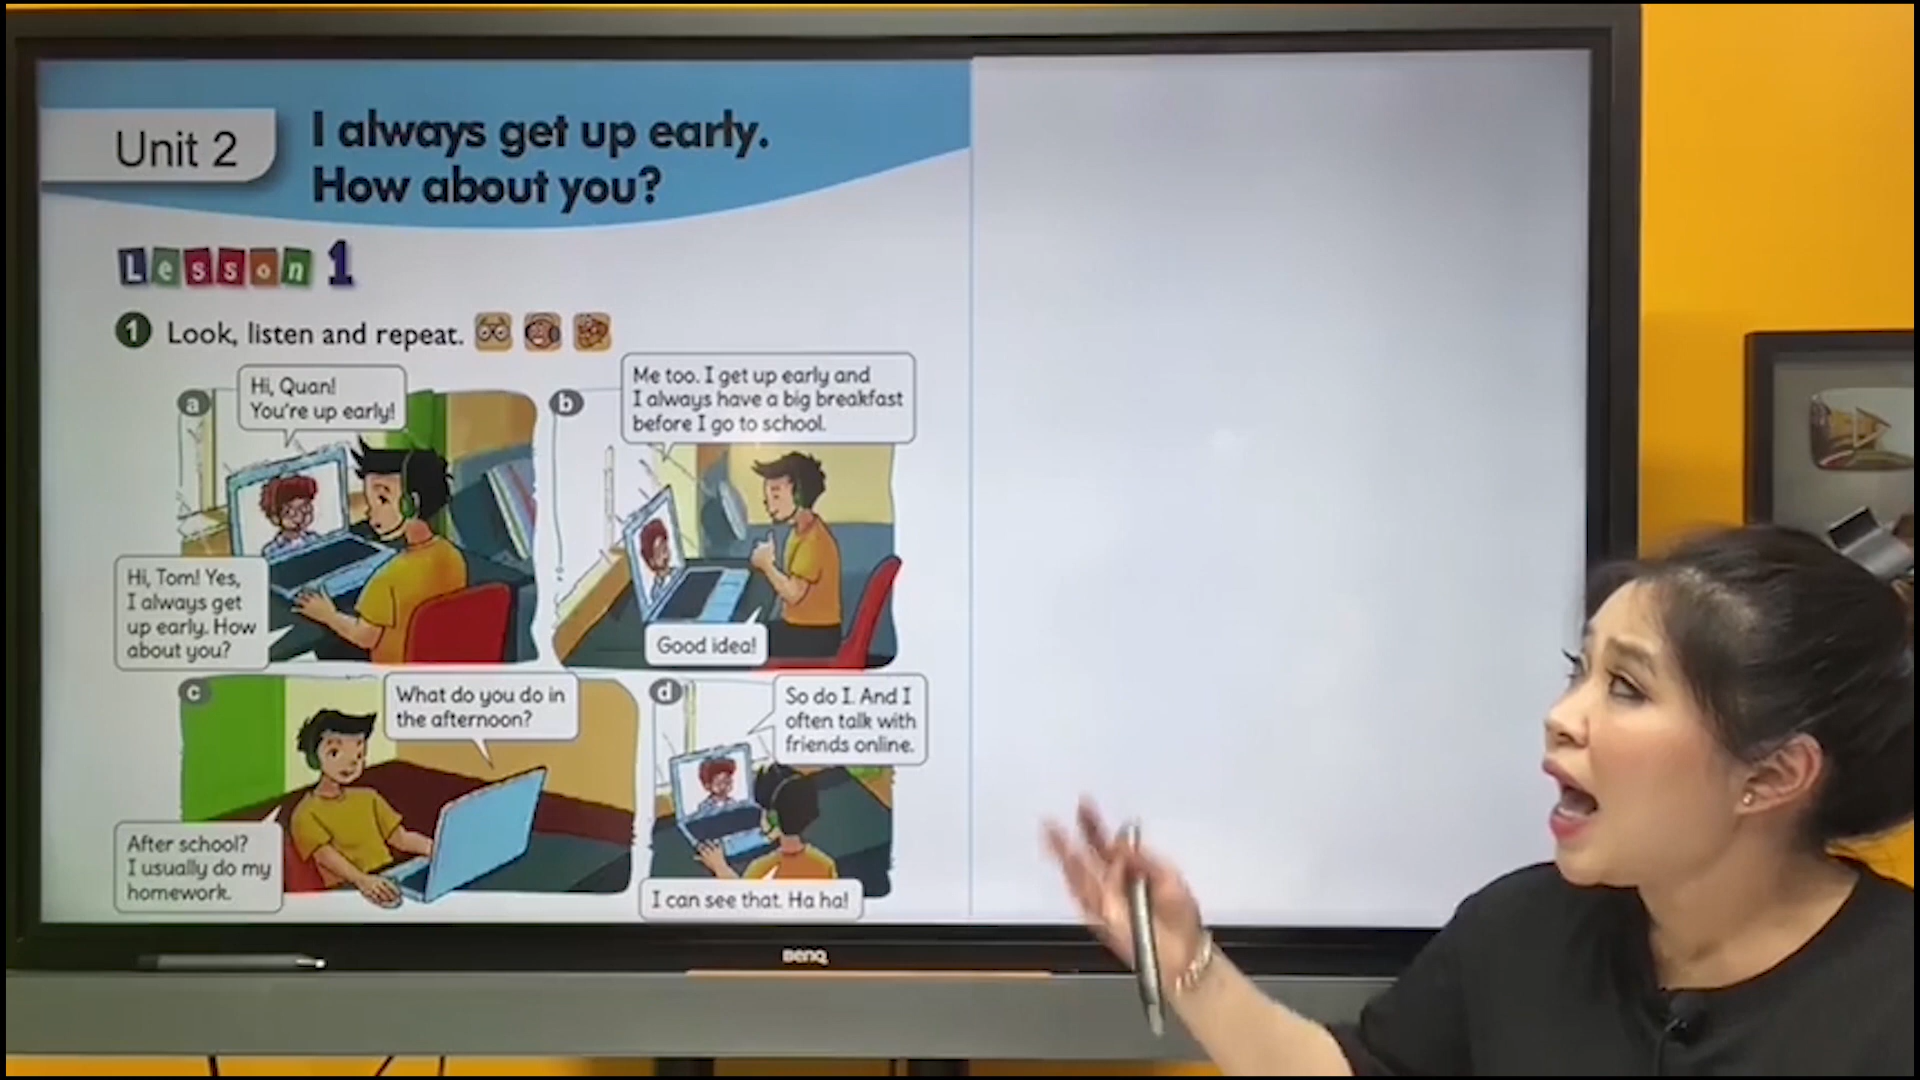 Unit 2
I always get up early.
How about you?
Lesson 1
1 Look, listen and repeat.
a
Hi, Quan!
You're up early!
Hi, Tom! Yes,
I always get
up early. How
about you?
b
Me too. I get up early and
I always have a big breakfast
before I go to school.
Good idea!
c
What do you do in
the afternoon?
After school?
I usually do my
homework.
d
So do I. And I
often talk with
friends online.
I can see that. Ha ha!
BenQ